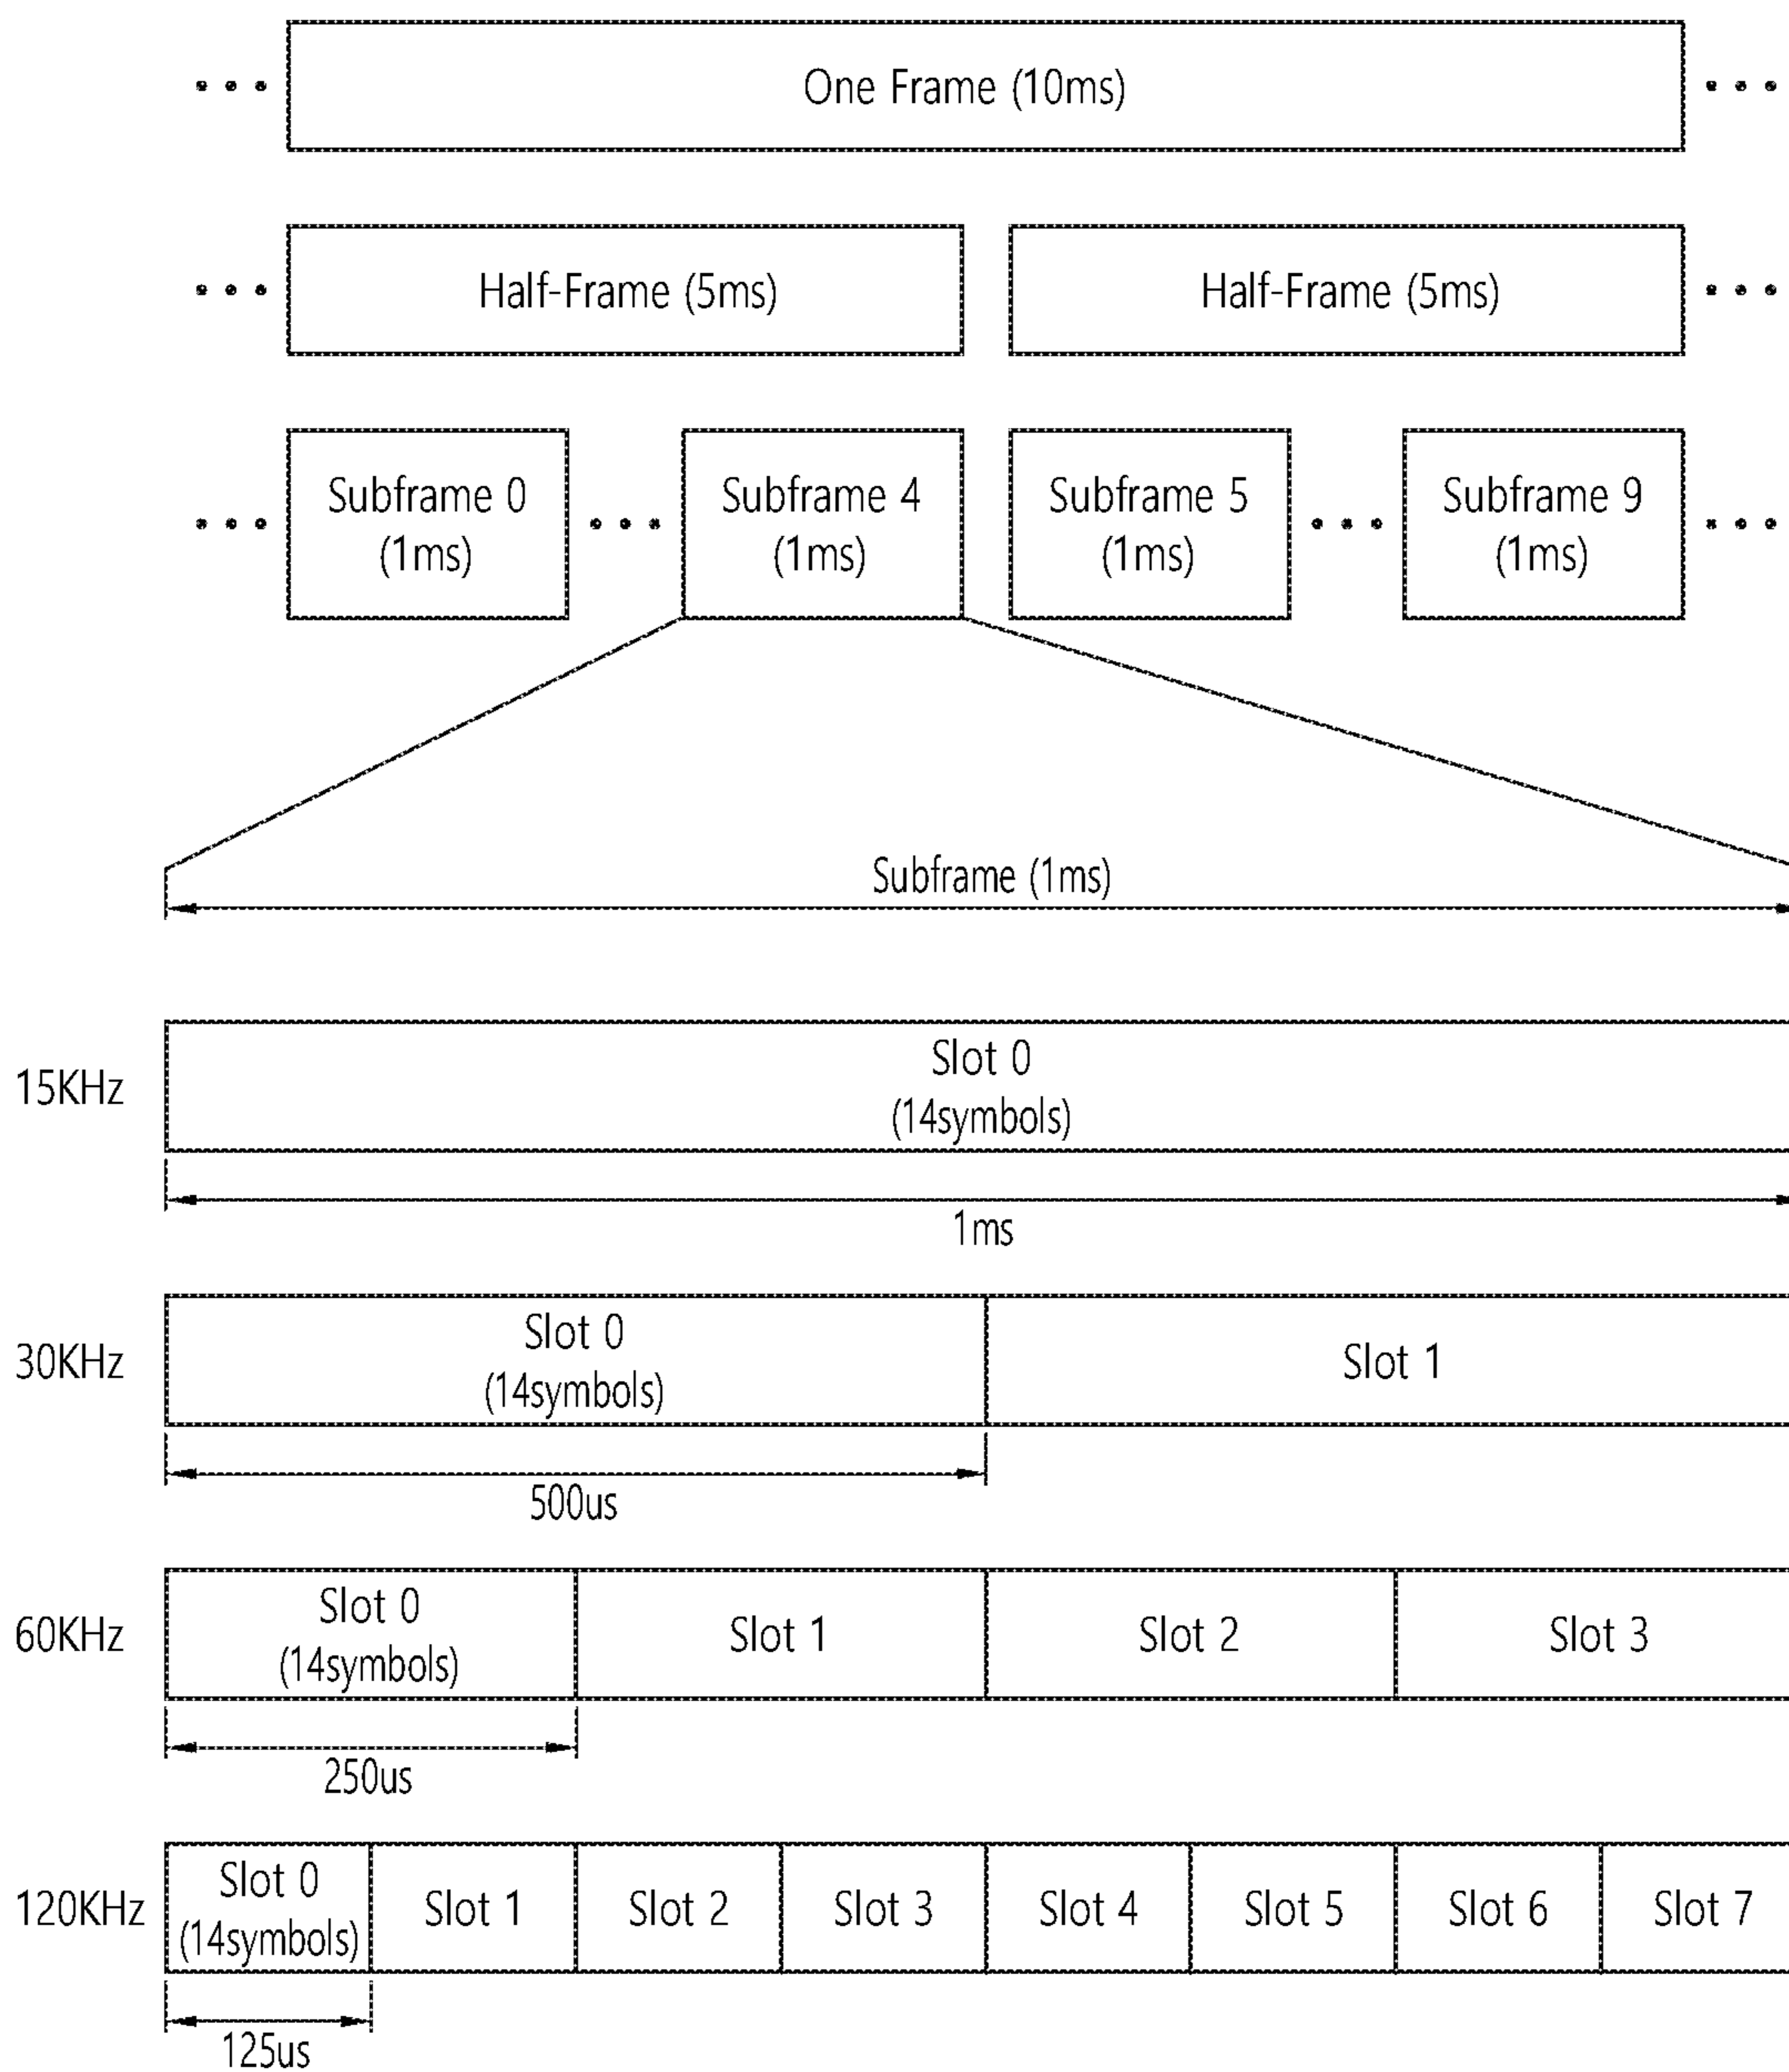 One Frame (10ms)
Half-Frame (5ms)
Half-Frame (5ms)
Subframe 0
(1ms)
Subframe 4
(1ms)
Subframe 5
(1ms)
Subframe 9
(1ms)
Subframe (1ms)
15KHz
Slot 0
(14symbols)
1ms
30KHz
Slot 0
(14symbols)
Slot 1
500us
60KHz
Slot 0
(14symbols)
Slot 1
Slot 2
Slot 3
250us
120KHz
Slot 0
(14symbols)
Slot 1
Slot 2
Slot 3
Slot 4
Slot 5
Slot 6
Slot 7
125us